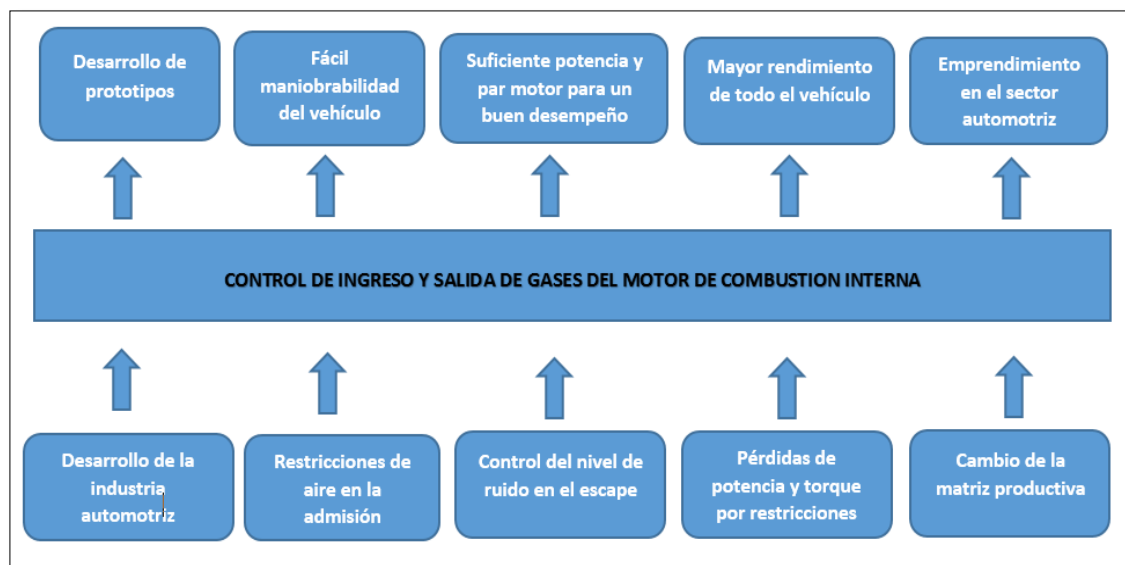 Desarrollo de
prototipos
Fácil
maniobrabilidad
del vehículo
Suficiente potencia y
par motor para un
buen desempeño
Mayor rendimiento
de todo el vehículo
Emprendimiento
en el sector
automotriz
CONTROL DE INGRESO Y SALIDA DE GASES DEL MOTOR DE COMBUSTION INTERNA
Desarrollo de la
industria
automotriz
Restricciones de
aire en la
admisión
Control del nivel de
ruido en el escape
Pérdidas de
potencia y torque
por restricciones
Cambio de la
matriz productiva